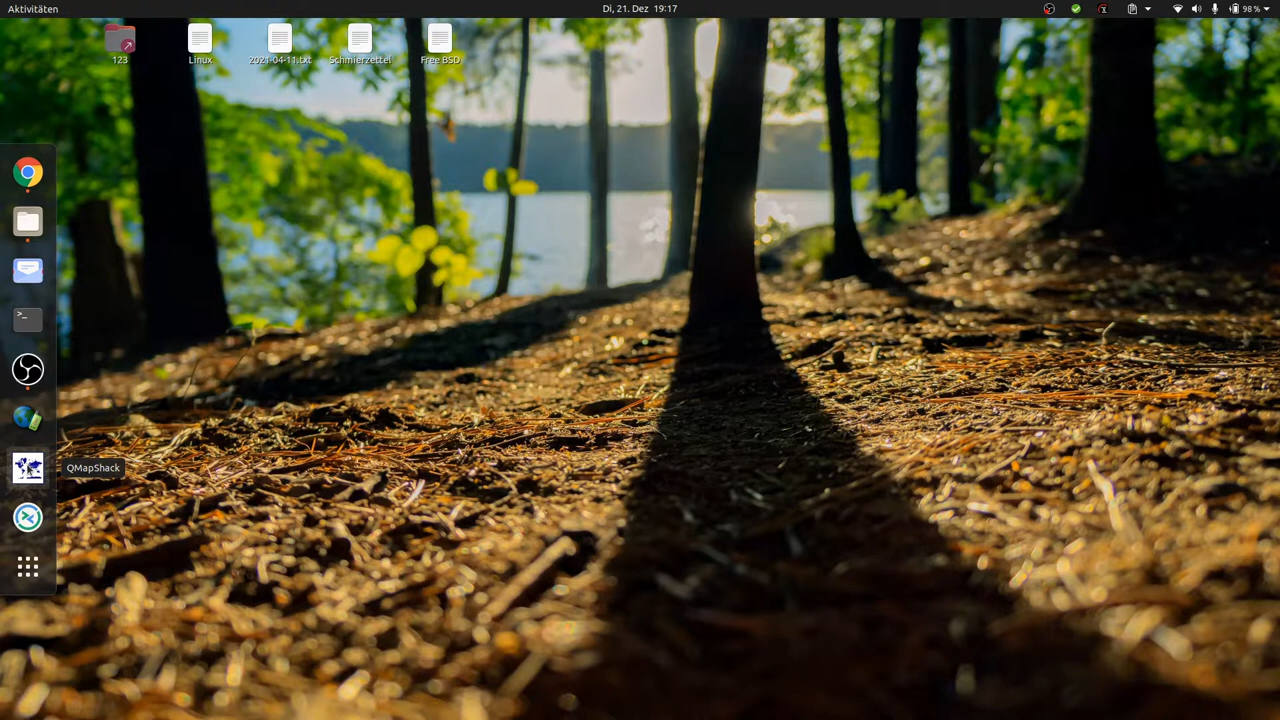 Aktivitäten
Di, 21. Dez 19:17
98 %
123
Linux
2021-04-11.txt
Schmierzettel
Free BSD
>_
QMapShack